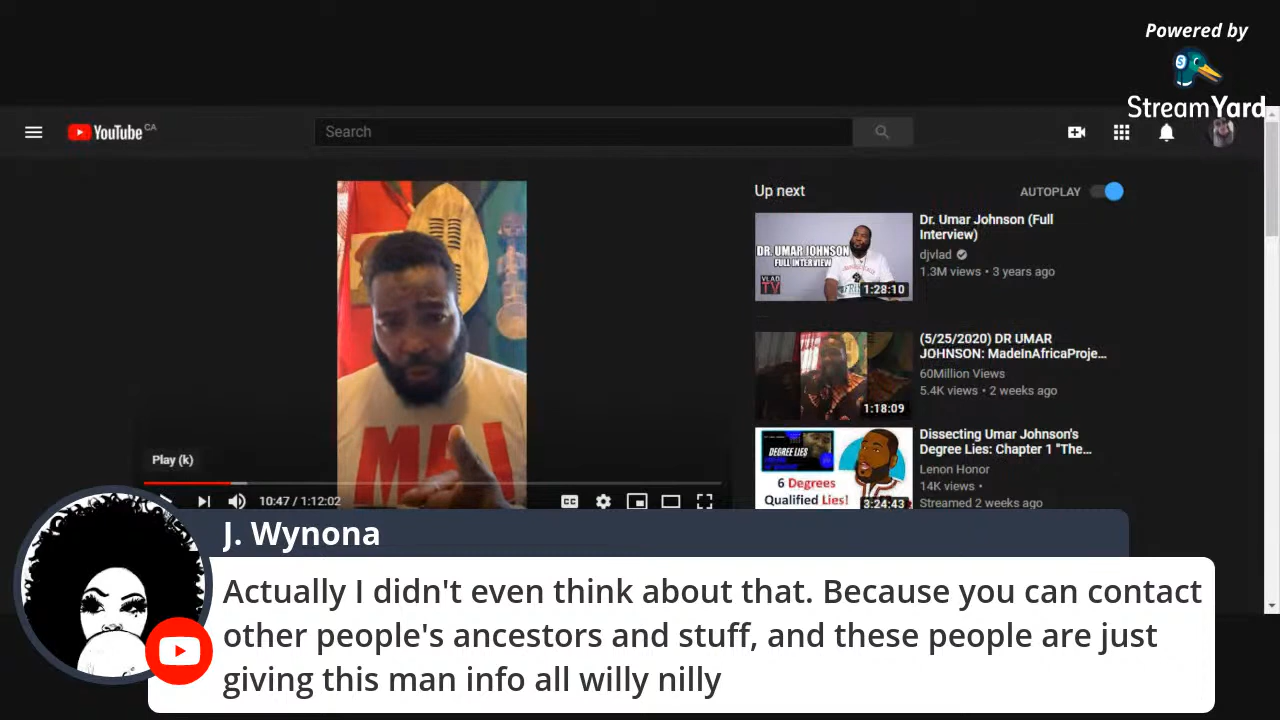 Powered by
StreamYard
YouTube CA
Search
Up next
AUTOPLAY
DR. UMAR JOHNSON
FULL INTERVIEW
VLAD
TV
1:28:10
Dr. Umar Johnson (Full
Interview)
djvlad
1.3M views • 3 years ago
1:18:09
(5/25/2020) DR UMAR
JOHNSON: MadeInAfricaProje...
60Million Views
5.4K views • 2 weeks ago
DEGREE LIES
6 Degrees
Qualified Lies!
3:24:43
Dissecting Umar Johnson's
Degree Lies: Chapter 1 "The...
Lenon Honor
14K views •
Streamed 2 weeks ago
Play (k)
10:47 / 1:12:02
CC
J. Wynona
Actually I didn't even think about that. Because you can contact
other people's ancestors and stuff, and these people are just
giving this man info all willy nilly